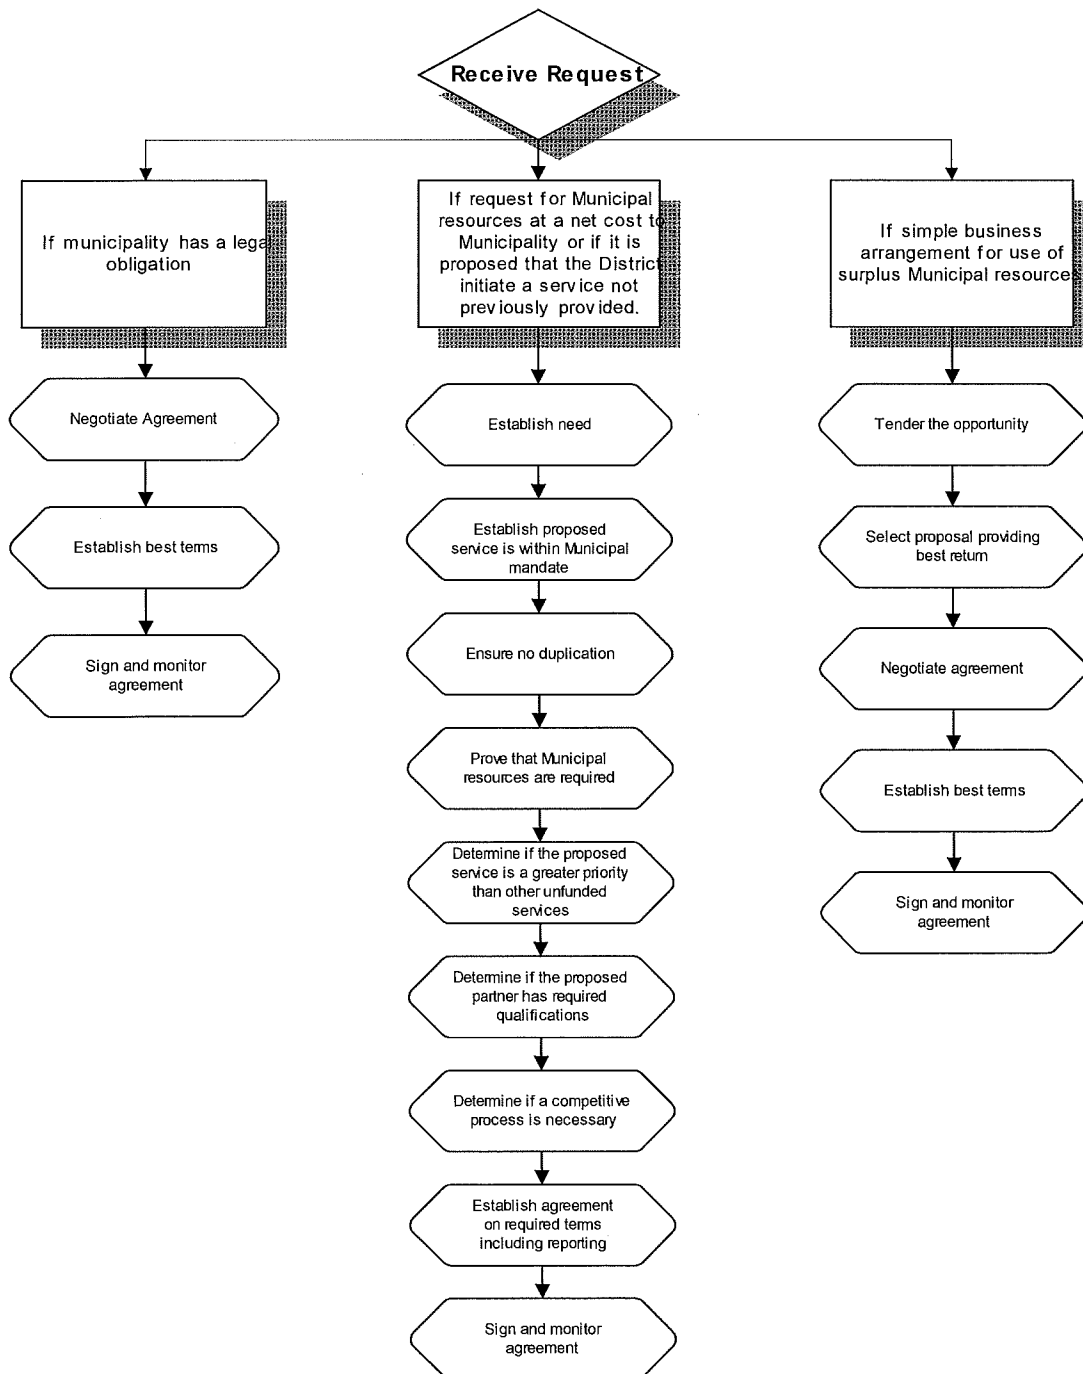 Receive Request
If municipality has a legal
obligation
If request for Municipal
resources at a net cost to
Municipality or if it is
proposed that the District
initiate a service not
previously provided.
If simple business
arrangement for use of
surplus Municipal resources
Negotiate Agreement
Establish best terms
Sign and monitor
agreement
Establish need
Establish proposed
service is within Municipal
mandate
Ensure no duplication
Prove that Municipal
resources are required
Determine if the proposed
service is a greater priority
than other unfunded
services
Determine if the proposed
partner has required
qualifications
Determine if a competitive
process is necessary
Establish agreement
on required terms
including reporting
Sign and monitor
agreement
Tender the opportunity
Select proposal providing
best return
Negotiate agreement
Establish best terms
Sign and monitor
agreement